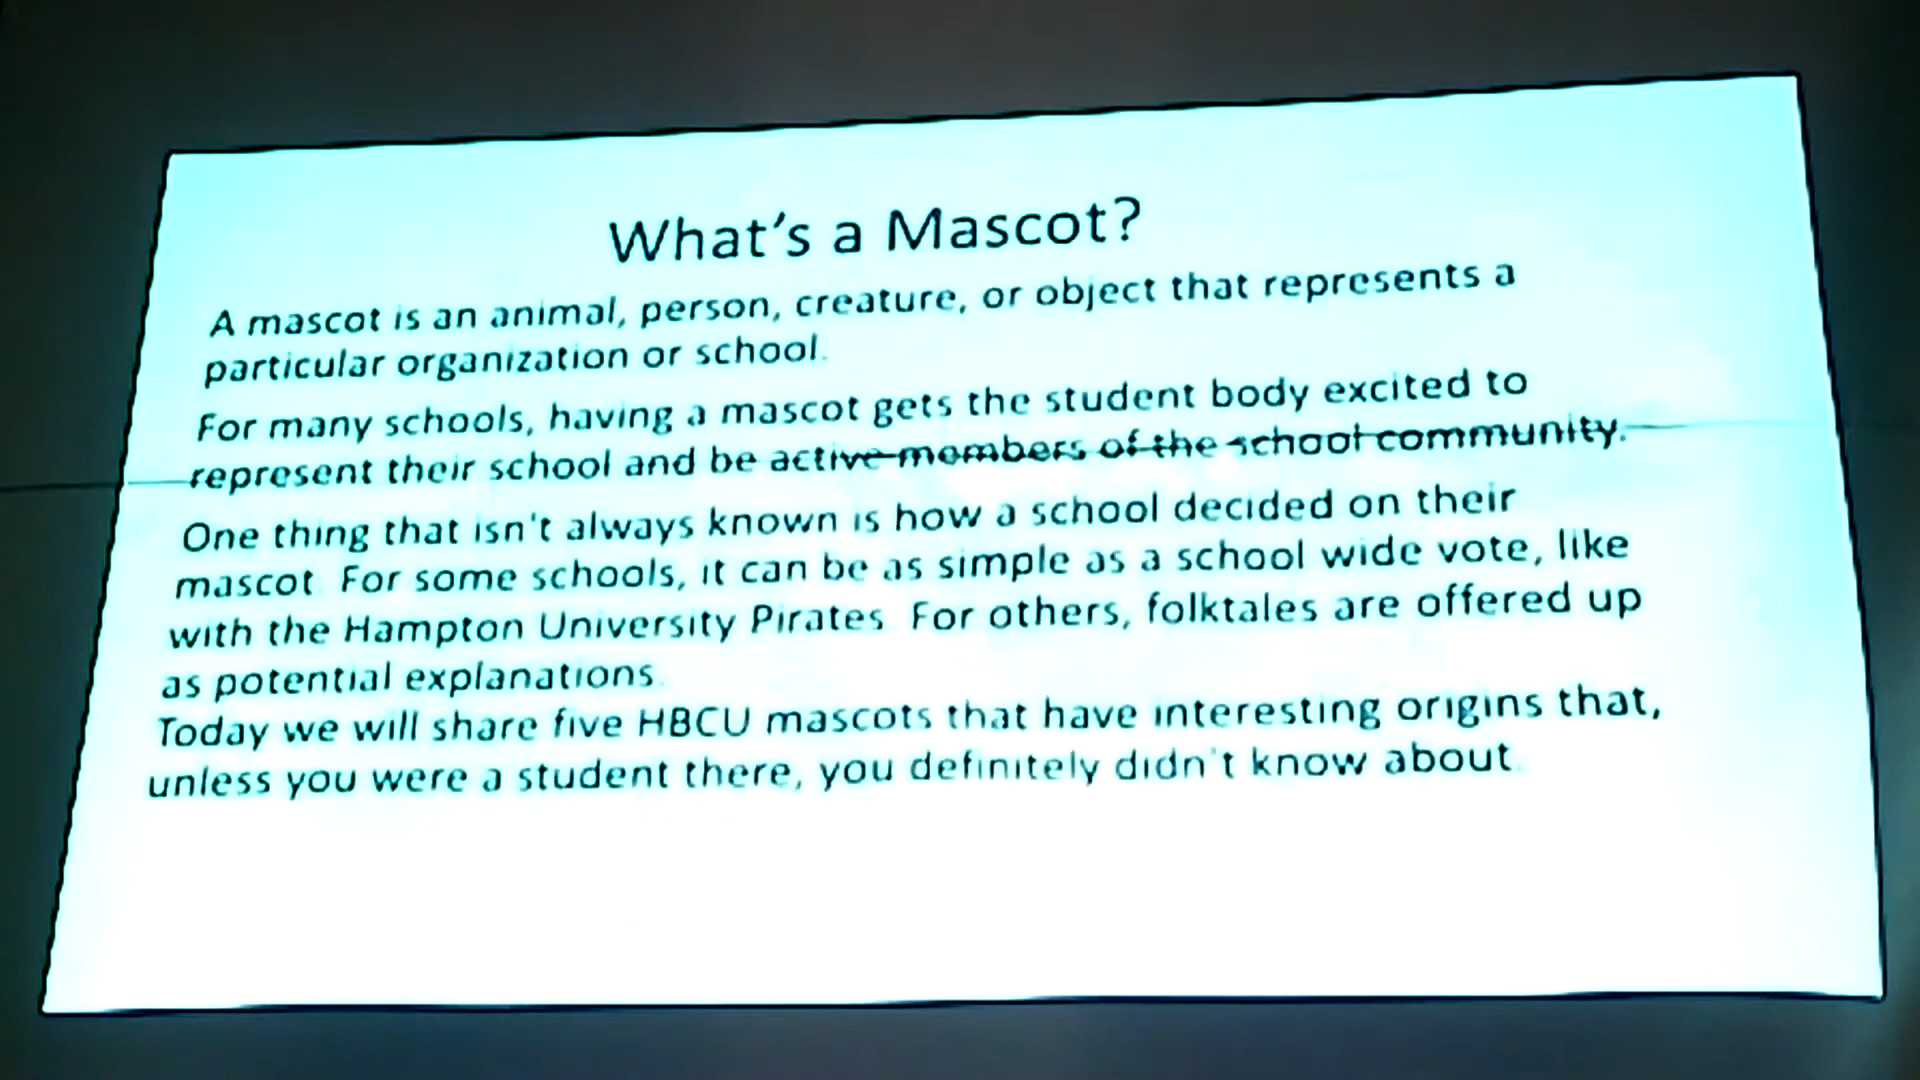 What's a Mascot?
A mascot is an animal, person, creature, or object that represents a
particular organization or school.
For many schools, having a mascot gets the student body excited to
represent their school and be active members of the school community.
One thing that isn't always known is how a school decided on their
mascot. For some schools, it can be as simple as a school wide vote, like
with the Hampton University Pirates. For others, folktales are offered up
as potential explanations.
Today we will share five HBCU mascots that have interesting origins that,
unless you were a student there, you definitely didn't know about.